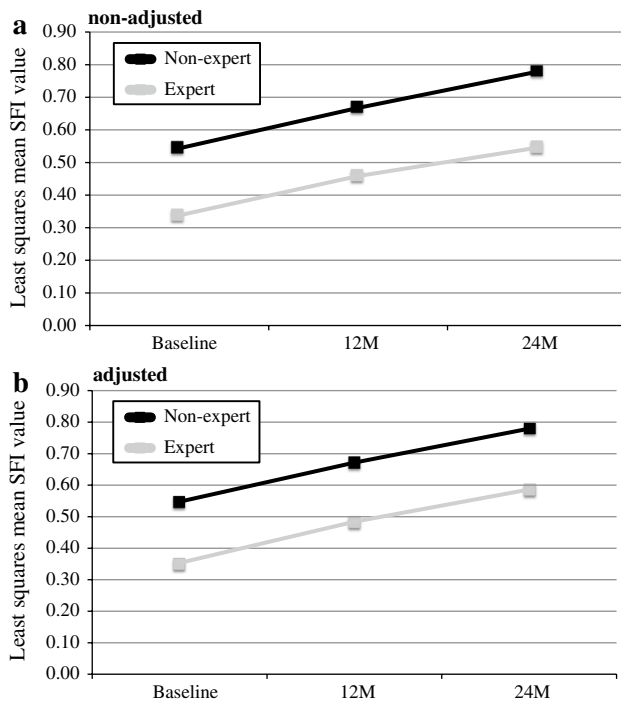 a non-adjusted
Least squares mean SFI value
0.90
0.80
0.70
0.60
0.50
0.40
0.30
0.20
0.10
0.00
Non-expert
Expert
Baseline 12M 24M
b adjusted
Least squares mean SFI value
0.90
0.80
0.70
0.60
0.50
0.40
0.30
0.20
0.10
0.00
Non-expert
Expert
Baseline 12M 24M